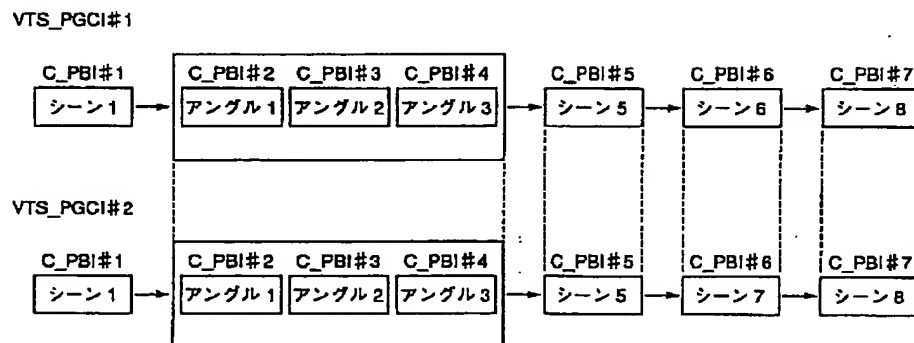 VTS_PGCI#1
C_PBI#1 C_PBI#2 C_PBI#3 C_PBI#4 C_PBI#5 C_PBI#6 C_PBI#7
シーン1 アングル1 アングル2 アングル3 シーン5 シーン6 シーン8
VTS_PGCI#2
C_PBI#1 C_PBI#2 C_PBI#3 C_PBI#4 C_PBI#5 C_PBI#6 C_PBI#7
シーン1 アングル1 アングル2 アングル3 シーン5 シーン7 シーン8